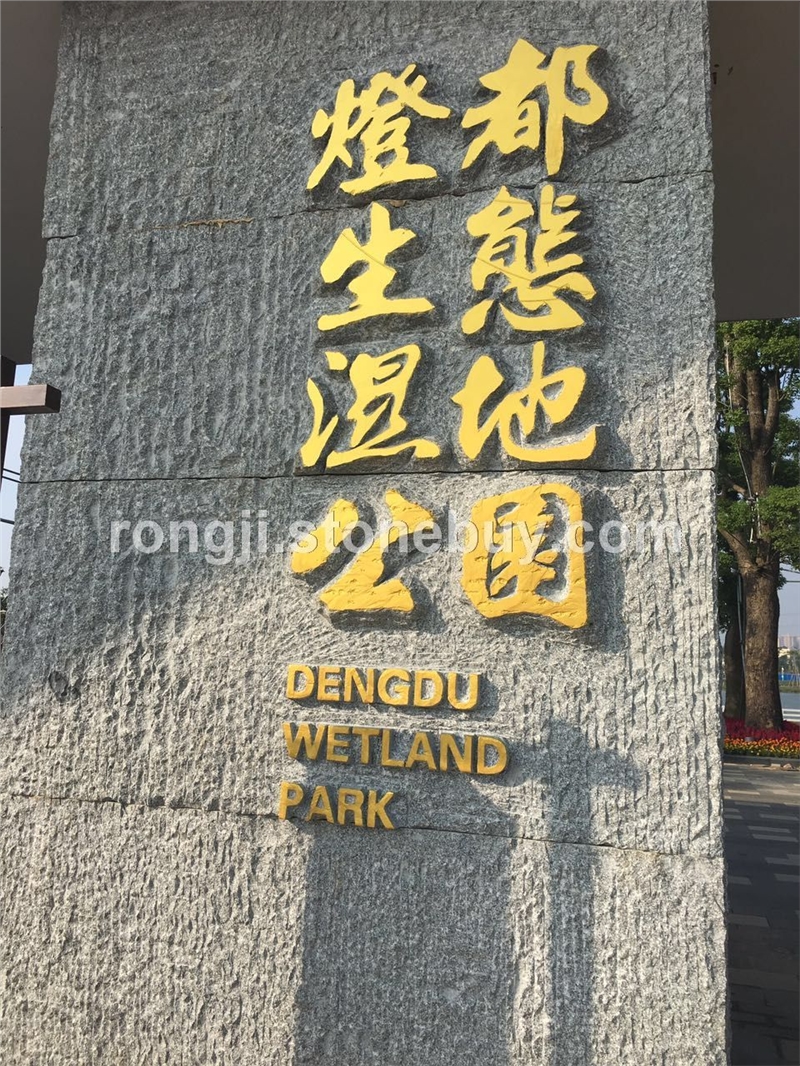 燈都
生態
濕地
公園
rongji.stonebuy.com
DENGDU
WETLAND
PARK